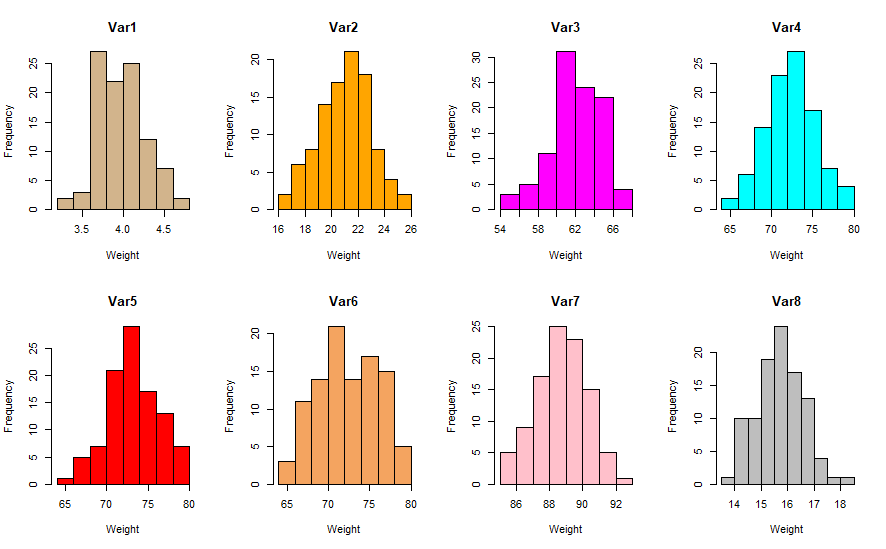 Var1
Frequency
0 5 10 15 20 25
3.5 4.0 4.5
Weight
Var2
Frequency
0 5 10 15 20
16 18 20 22 24 26
Weight
Var3
Frequency
0 5 10 15 20 25 30
54 58 62 66
Weight
Var4
Frequency
0 5 10 15 20 25
65 70 75 80
Weight
Var5
Frequency
0 5 10 15 20 25
65 70 75 80
Weight
Var6
Frequency
0 5 10 15 20
65 70 75 80
Weight
Var7
Frequency
0 5 10 15 20 25
86 88 90 92
Weight
Var8
Frequency
0 5 10 15 20
14 15 16 17 18
Weight